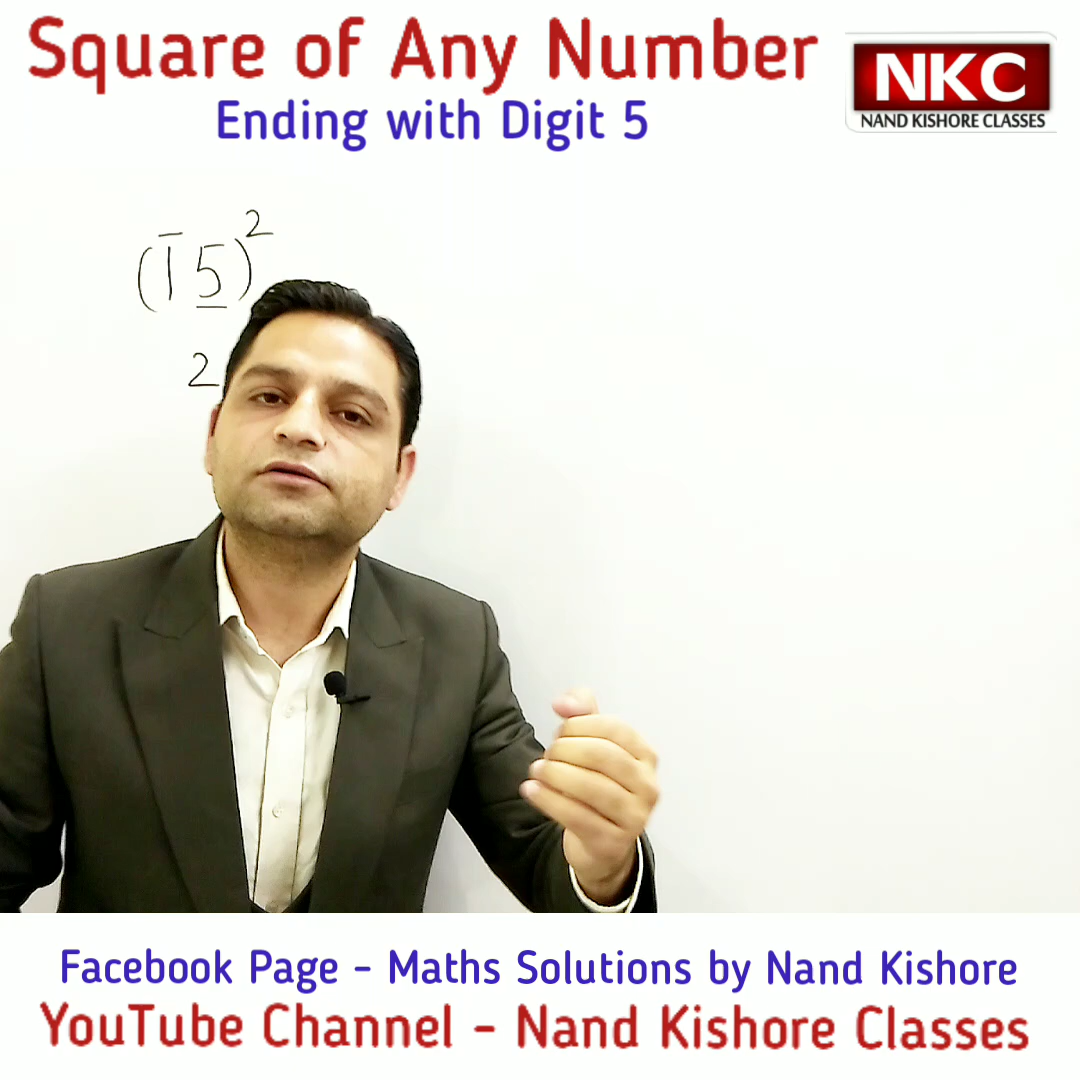 Square of Any Number
Ending with Digit 5
NKC
NAND KISHORE CLASSES
(15)²
2
Facebook Page - Maths Solutions by Nand Kishore
YouTube Channel - Nand Kishore Classes